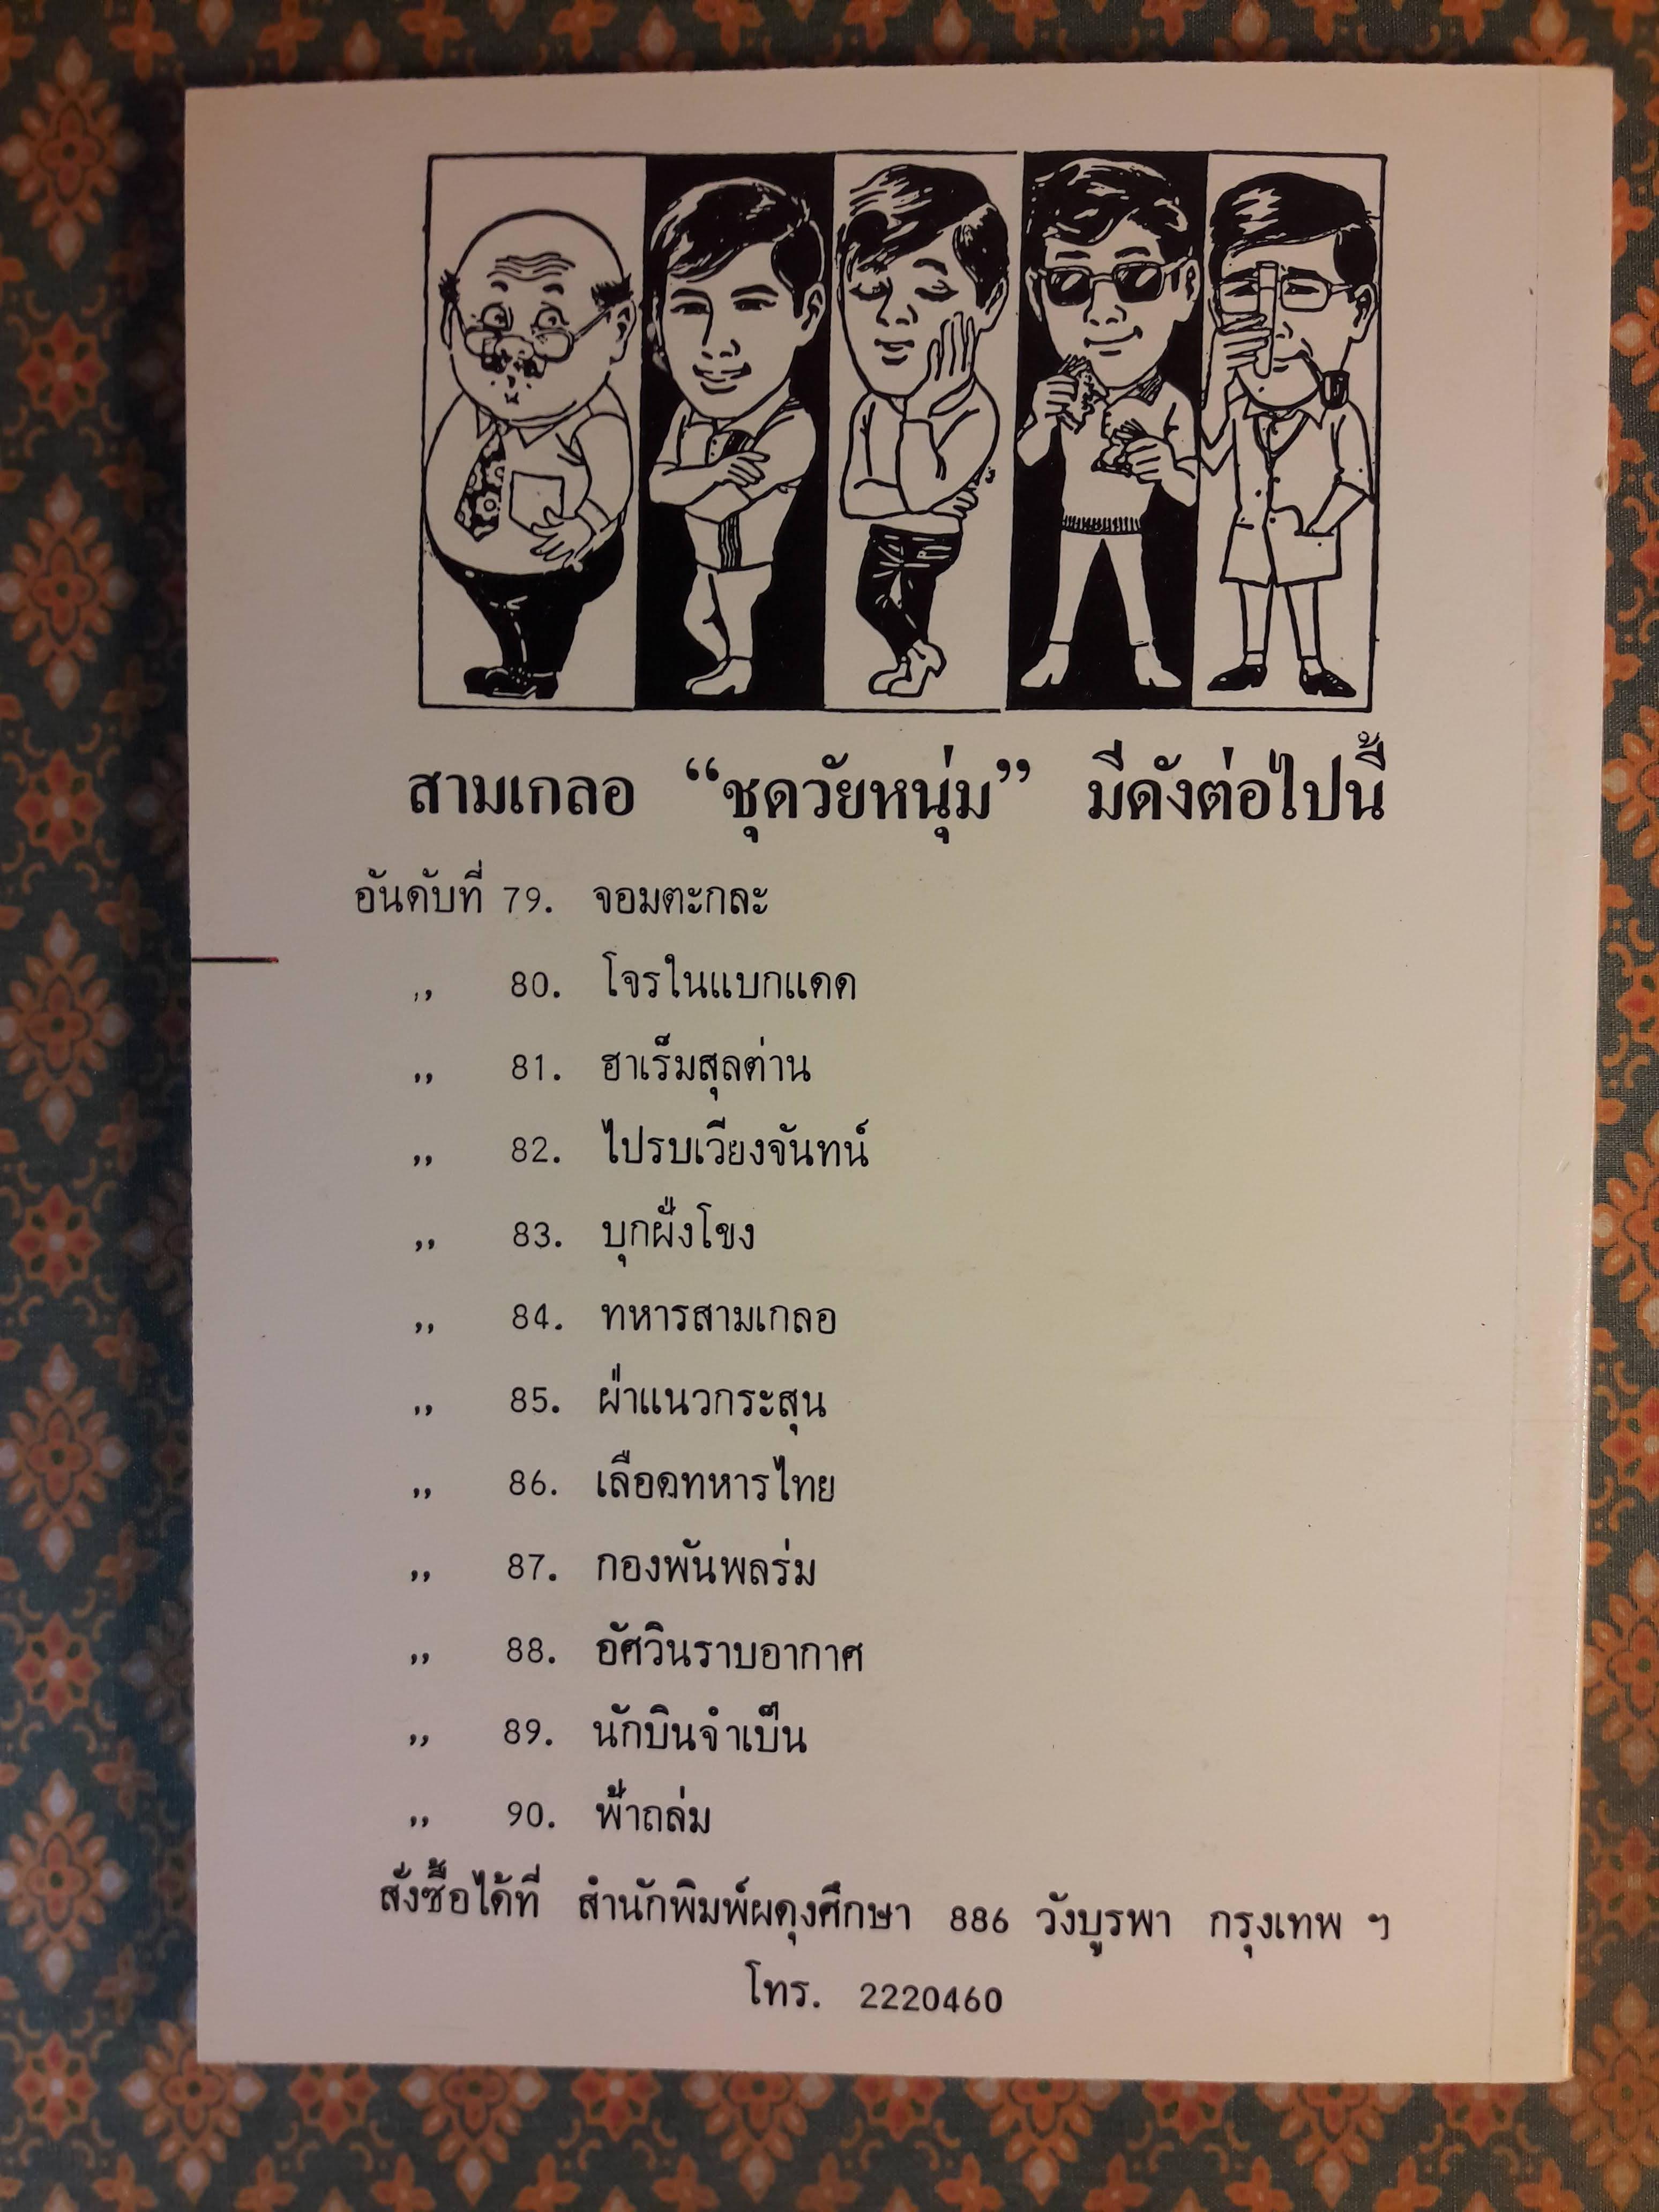 สามเกลอ “ชุดวัยหนุ่ม” มีดังต่อไปนี้
อันดับที่ 79. จอมตะกละ
,, 80. โจรในแบกแดด
,, 81. ฮาเร็มสุลต่าน
,, 82. ไปรบเวียงจันทน์
,, 83. บุกฝั่งโขง
,, 84. ทหารสามเกลอ
,, 85. ผ่าแนวกระสุน
,, 86. เลือดทหารไทย
,, 87. กองพันพลร่ม
,, 88. อัศวินราบอากาศ
,, 89. นักบินจำเป็น
,, 90. ฟ้าถล่ม
สั่งซื้อได้ที่ สำนักพิมพ์ผดุงศึกษา 886 วังบูรพา กรุงเทพ ฯ
โทร. 2220460